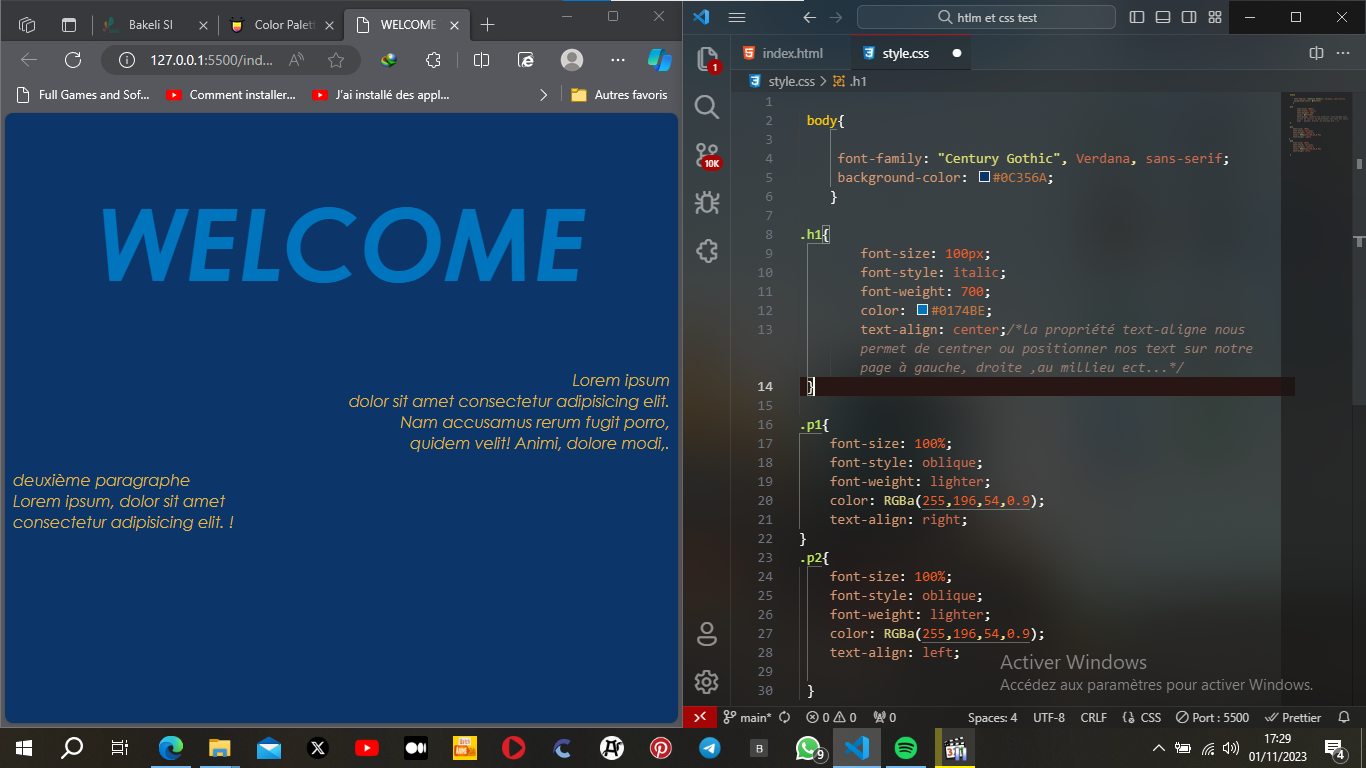 Bakeli SI
Color Palett
WELCOME
127.0.0.1:5500/ind...
Full Games and Sof...
Comment installer...
J'ai installé des appl...
Autres favoris
WELCOME
Lorem ipsum
dolor sit amet consectetur adipisicing elit.
Nam accusamus rerum fugit porro,
quidem velit! Animi, dolore modi,.
deuxième paragraphe
Lorem ipsum, dolor sit amet
consectetur adipisicing elit. !
htlm et css test
index.html
style.css
style.css > .h1
1
2 body{
3
4 font-family: "Century Gothic", Verdana, sans-serif;
5 background-color: #0C356A;
6 }
7
8 .h1{
9 font-size: 100px;
10 font-style: italic;
11 font-weight: 700;
12 color: #0174BE;
13 text-align: center;/*la propriété text-aligne nous
permet de centrer ou positionner nos text sur notre
page à gauche, droite ,au millieu ect...*/
14 }
15
16 .p1{
17 font-size: 100%;
18 font-style: oblique;
19 font-weight: lighter;
20 color: RGBa(255,196,54,0.9);
21 text-align: right;
22 }
23 .p2{
24 font-size: 100%;
25 font-style: oblique;
26 font-weight: lighter;
27 color: RGBa(255,196,54,0.9);
28 text-align: left;
29
30 }
1
10K
Activer Windows
Accédez aux paramètres pour activer Windows.
main* 0 0 0 Spaces: 4 UTF-8 CRLF CSS Port : 5500 Prettier
9
17:29
01/11/2023
4